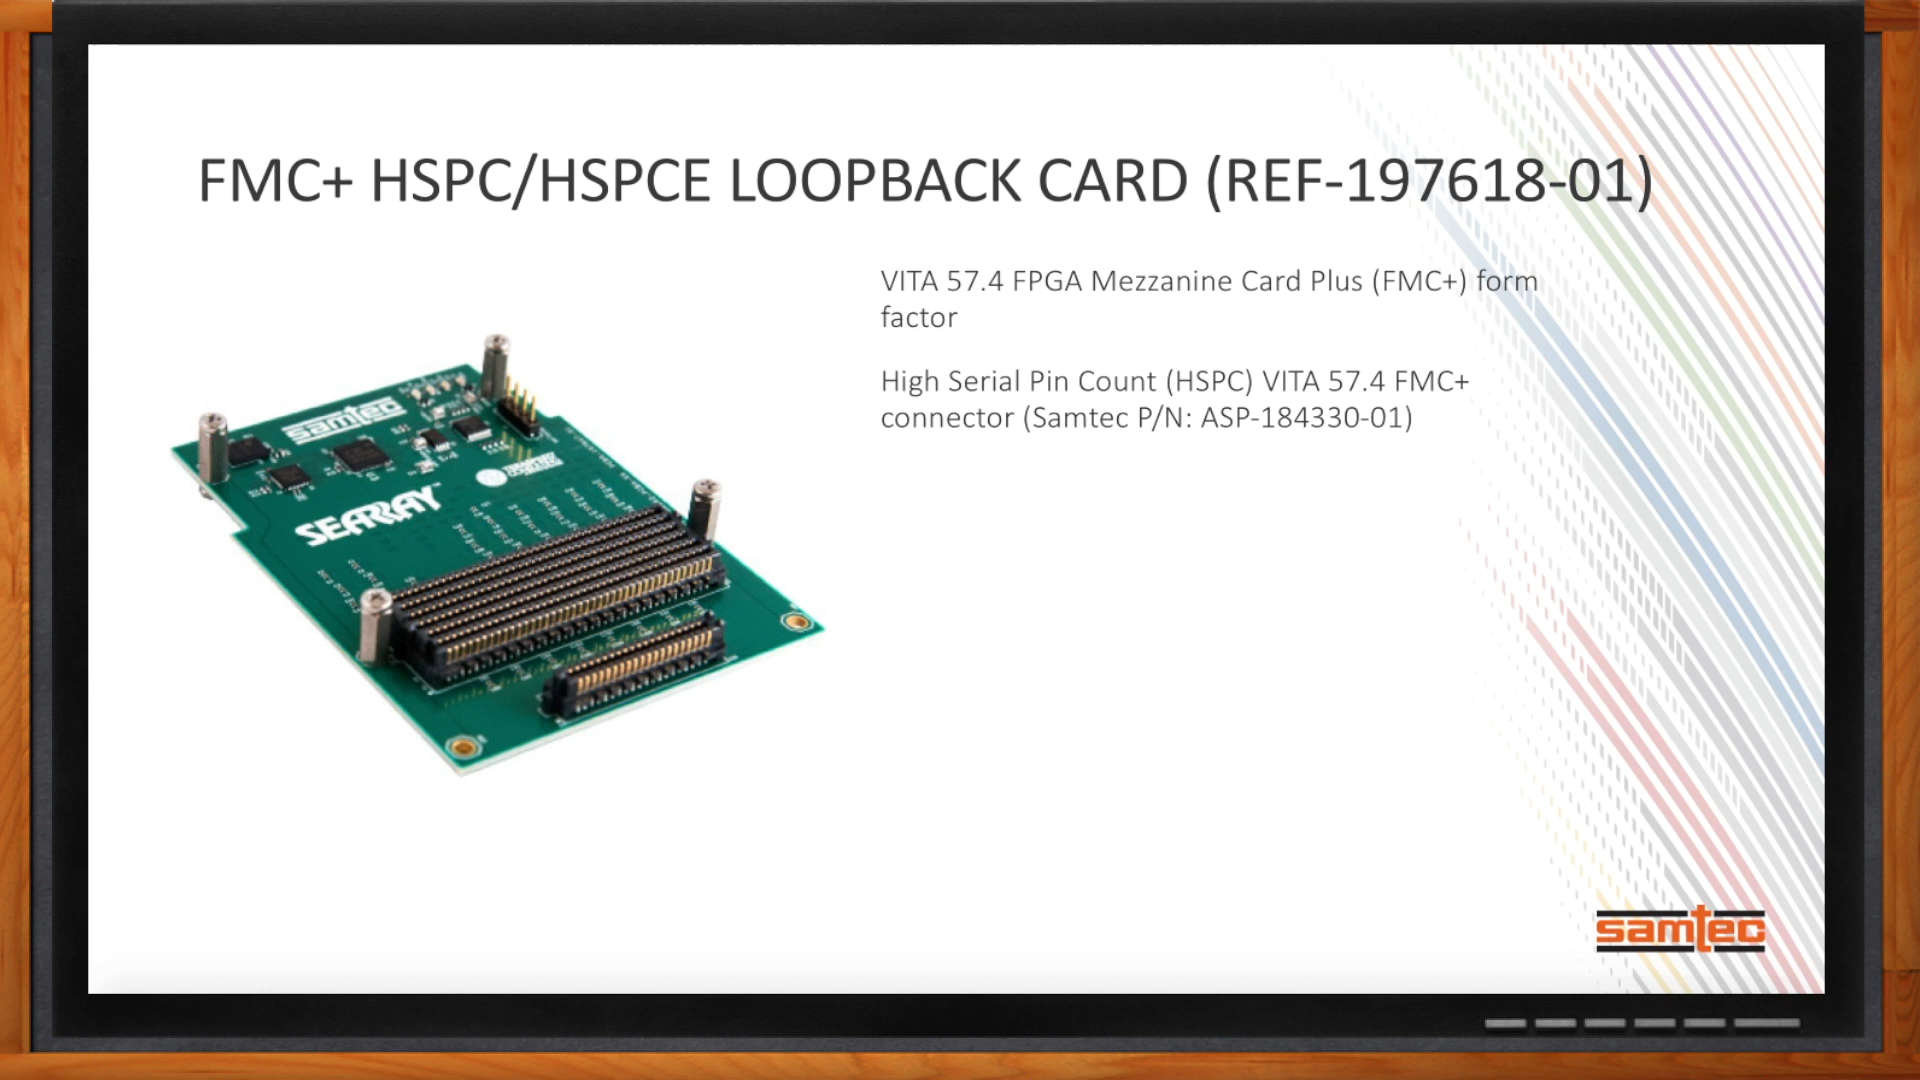 FMC+ HSPC/HSPCE LOOPBACK CARD (REF-197618-01)
VITA 57.4 FPGA Mezzanine Card Plus (FMC+) form
factor
High Serial Pin Count (HSPC) VITA 57.4 FMC+
connector (Samtec P/N: ASP-184330-01)
samtec
SEARAY™
samtec